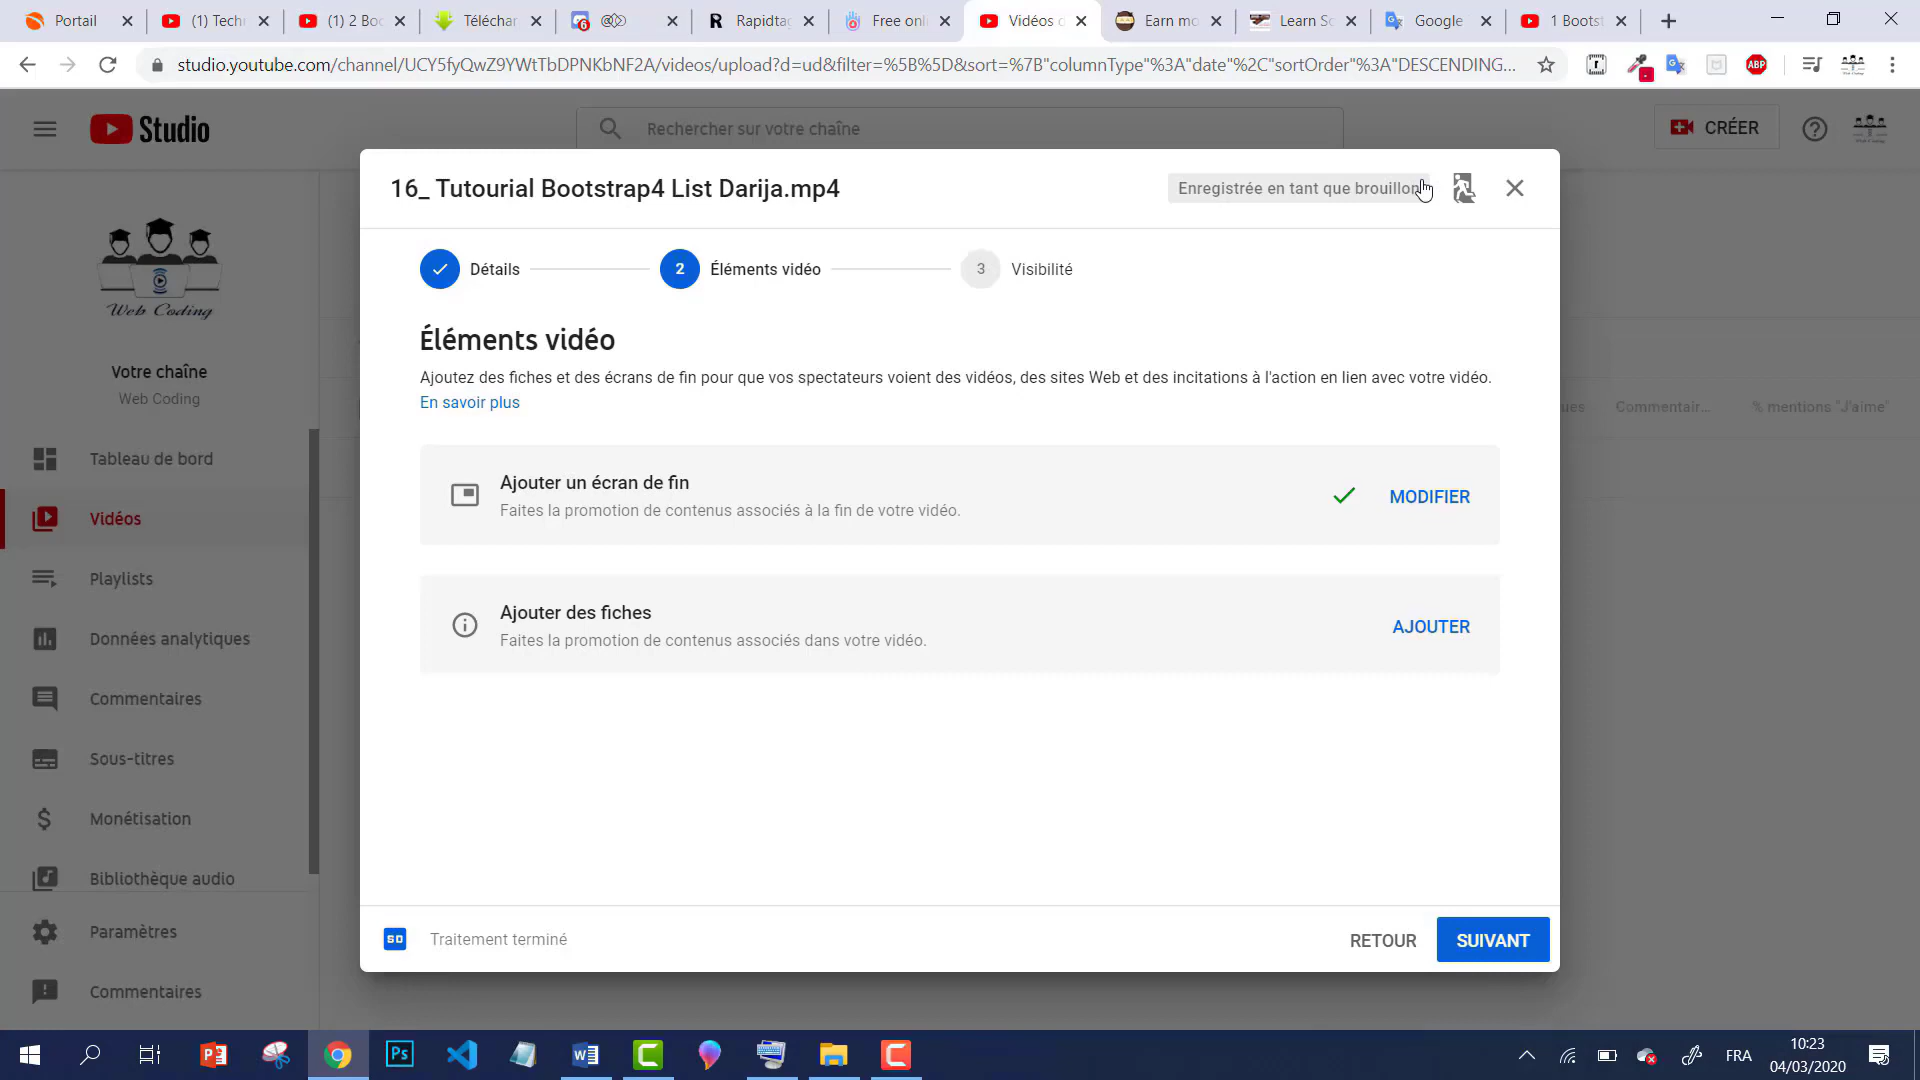 Portail
(1) Techn
(1) 2 Boo
Téléchar
Rapidtag
Free onl
Vidéos d
Earn mo
Learn So
Google
1 Bootst
studio.youtube.com/channel/UCY5fyQwZ9YWtTbDPNKbNF2A/videos/upload?d=ud&filter=%5B%5D&sort=%7B"columnType"%3A"date"%2C"sortOrder"%3A"DESCENDING...
ABP
Studio
Rechercher sur votre chaîne
CRÉER
16_ Tutourial Bootstrap4 List Darija.mp4
Enregistrée en tant que brouillon
Détails
2
Éléments vidéo
3
Visibilité
Web Coding
Votre chaîne
Web Coding
Éléments vidéo
Ajoutez des fiches et des écrans de fin pour que vos spectateurs voient des vidéos, des sites Web et des incitations à l'action en lien avec votre vidéo.
En savoir plus
ues
Commentair...
% mentions "J'aime"
Tableau de bord
Vidéos
Playlists
Données analytiques
Commentaires
Sous-titres
Monétisation
Bibliothèque audio
Paramètres
Commentaires
Ajouter un écran de fin
Faites la promotion de contenus associés à la fin de votre vidéo.
MODIFIER
Ajouter des fiches
Faites la promotion de contenus associés dans votre vidéo.
AJOUTER
SD
Traitement terminé
RETOUR
SUIVANT
FRA
10:23
04/03/2020